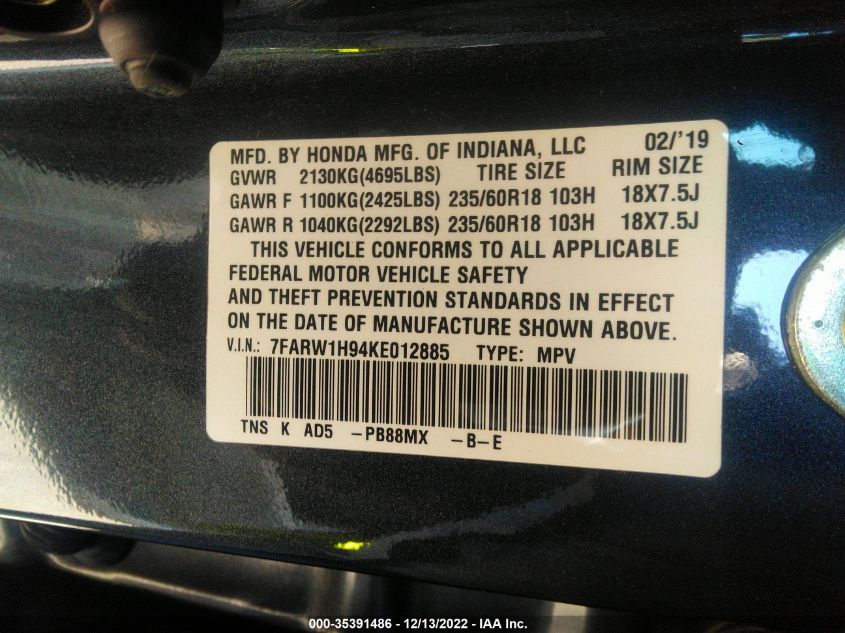 MFD. BY HONDA MFG. OF INDIANA, LLC 02/'19
GVWR 2130KG(4695LBS) TIRE SIZE RIM SIZE
GAWR F 1100KG(2425LBS) 235/60R18 103H 18X7.5J
GAWR R 1040KG(2292LBS) 235/60R18 103H 18X7.5J
THIS VEHICLE CONFORMS TO ALL APPLICABLE
FEDERAL MOTOR VEHICLE SAFETY
AND THEFT PREVENTION STANDARDS IN EFFECT
ON THE DATE OF MANUFACTURE SHOWN ABOVE.
V.I.N.: 7FARW1H94KE012885 TYPE: MPV
TNS K AD5 -PB88MX -B-E
000-35391486 - 12/13/2022 - IAA Inc.